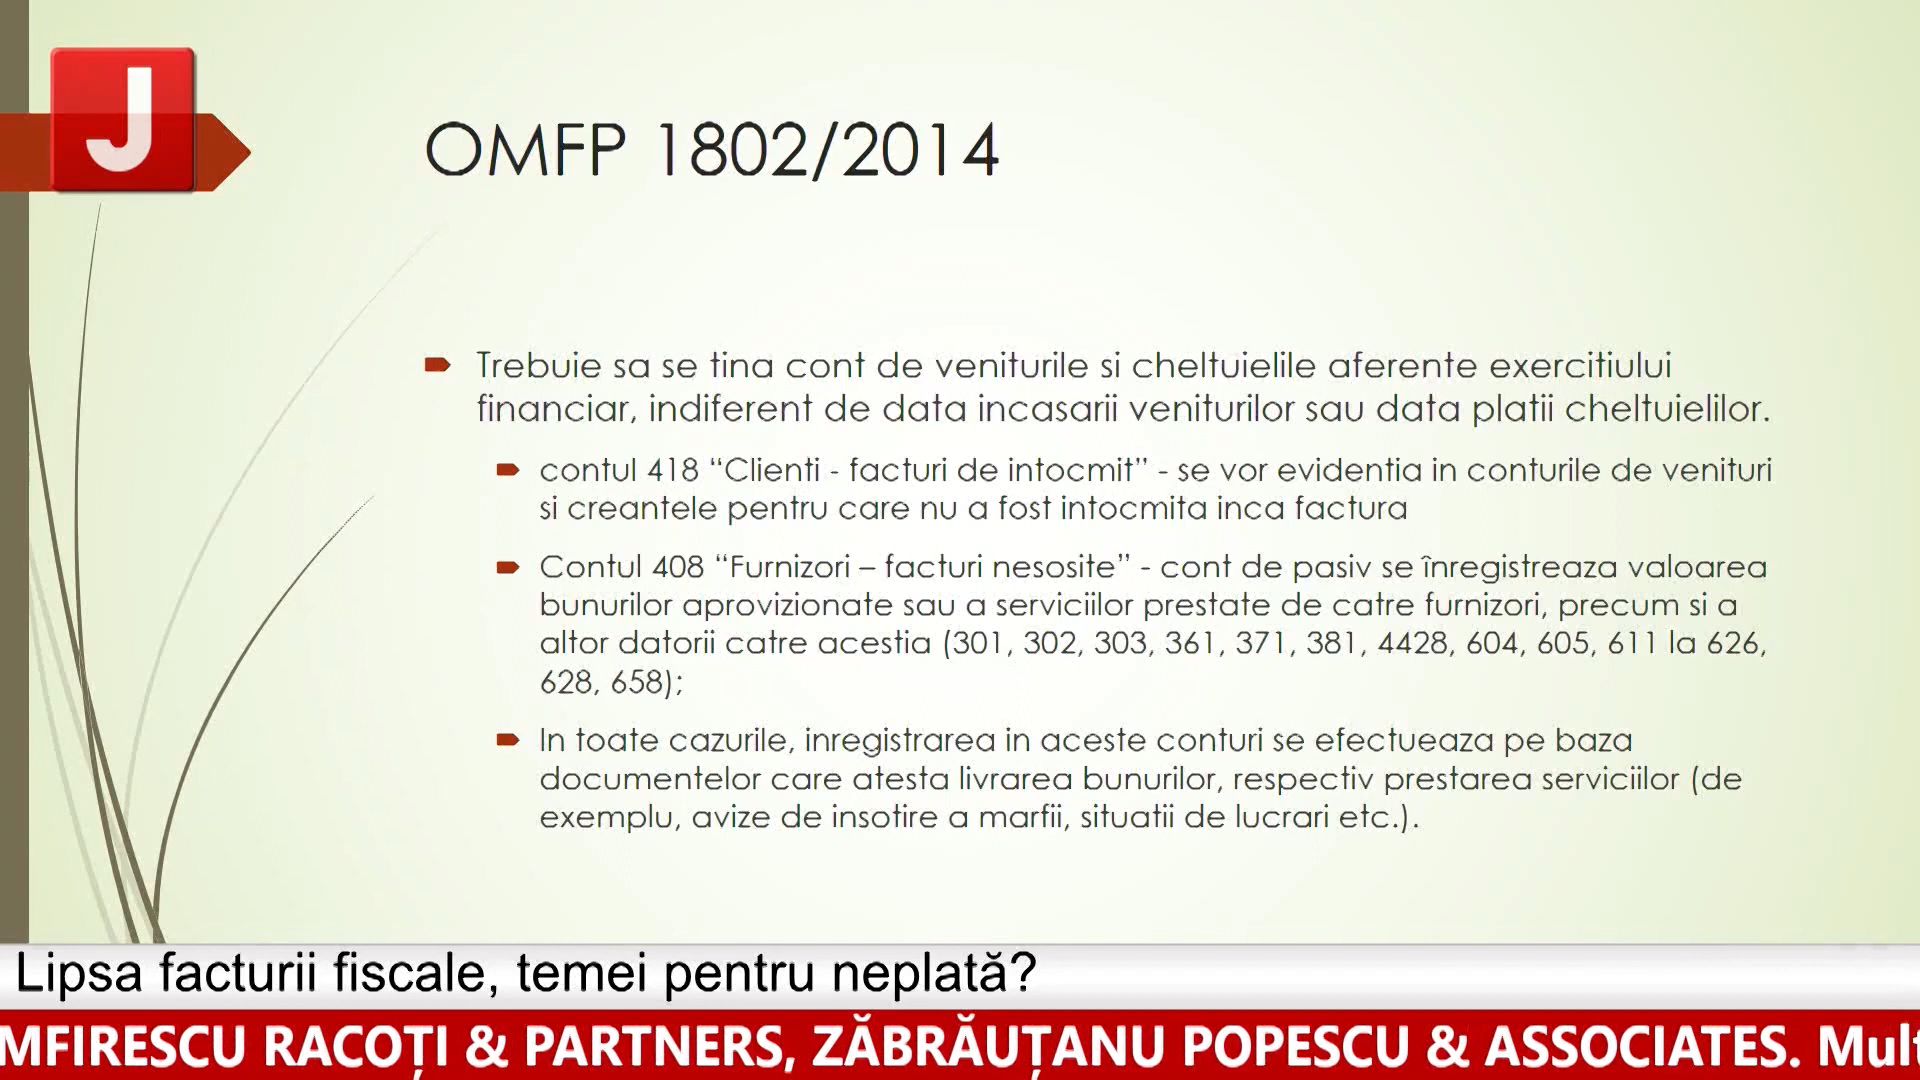 J
OMFP 1802/2014
Trebuie sa se tina cont de veniturile si cheltuielile aferente exercitiului
financiar, indiferent de data incasarii veniturilor sau data platii cheltuielilor.
contul 418 “Clienti - facturi de intocmit” - se vor evidentia in conturile de venituri
si creantele pentru care nu a fost intocmita inca factura
Contul 408 “Furnizori – facturi nesosite” - cont de pasiv se înregistreaza valoarea
bunurilor aprovizionate sau a serviciilor prestate de catre furnizori, precum si a
altor datorii catre acestia (301, 302, 303, 361, 371, 381, 4428, 604, 605, 611 la 626,
628, 658);
In toate cazurile, inregistrarea in aceste conturi se efectueaza pe baza
documentelor care atesta livrarea bunurilor, respectiv prestarea serviciilor (de
exemplu, avize de insotire a marfii, situatii de lucrari etc.).
Lipsa facturii fiscale, temei pentru neplată?
MFIRESCU RACOȚI & PARTNERS, ZĂBRĂUȚANU POPESCU & ASSOCIATES. Mult